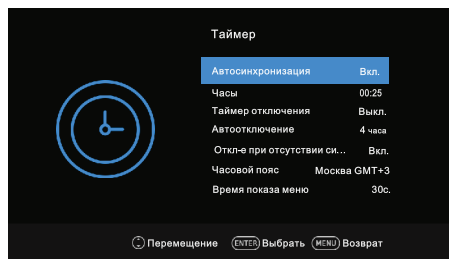 Таймер
Автосинхронизация Вкл.
Часы 00:25
Таймер отключения Выкл.
Автоотключение 4 часа
Откл-е при отсутствии си... Вкл.
Часовой пояс Москва GMT+3
Время показа меню 30с.
Перемещение ENTER Выбрать MENU Возврат